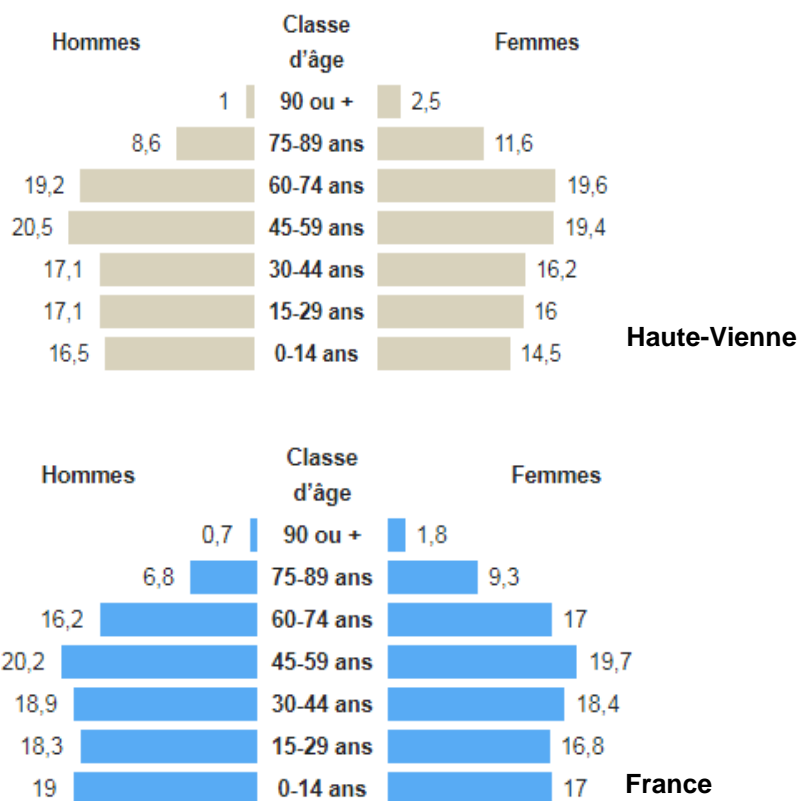 Hommes Classe d'âge Femmes
1 90 ou + 2,5
8,6 75-89 ans 11,6
19,2 60-74 ans 19,6
20,5 45-59 ans 19,4
17,1 30-44 ans 16,2
17,1 15-29 ans 16
16,5 0-14 ans 14,5
Haute-Vienne
Hommes Classe d'âge Femmes
0,7 90 ou + 1,8
6,8 75-89 ans 9,3
16,2 60-74 ans 17
20,2 45-59 ans 19,7
18,9 30-44 ans 18,4
18,3 15-29 ans 16,8
19 0-14 ans 17
France